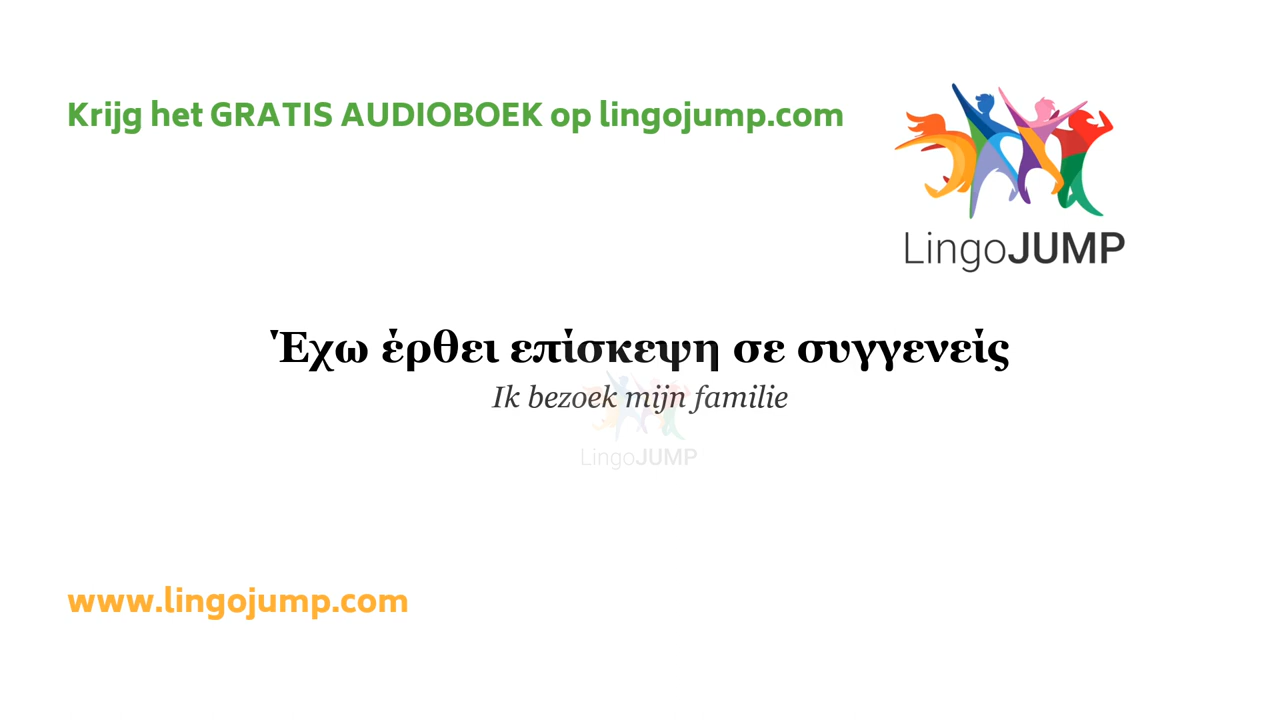 Krijg het GRATIS AUDIOBOEK op lingojump.com
LingoJUMP
Έχω έρθει επίσκεψη σε συγγενείς
Ik bezoek mijn familie
LingoJUMP
www.lingojump.com